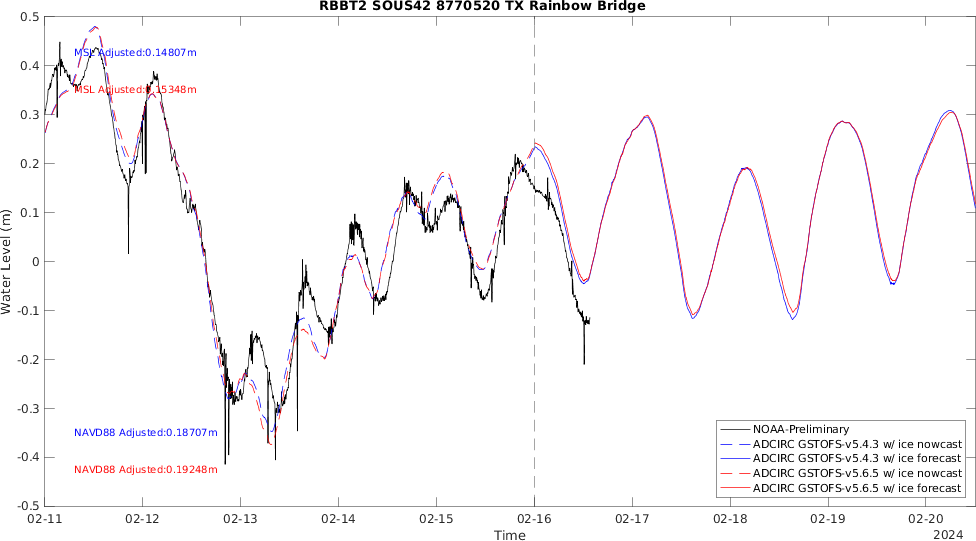 RBBT2 SOUS42 8770520 TX Rainbow Bridge
0.5
0.4
0.3
0.2
0.1
0
-0.1
-0.2
-0.3
-0.4
-0.5
Water Level (m)
MSL Adjusted:0.14807m
MSL Adjusted:0.15348m
NAVD88 Adjusted:0.18707m
NAVD88 Adjusted:0.19248m
NOAA-Preliminary
ADCIRC GSTOFS-v5.4.3 w/ ice nowcast
ADCIRC GSTOFS-v5.4.3 w/ ice forecast
ADCIRC GSTOFS-v5.6.5 w/ ice nowcast
ADCIRC GSTOFS-v5.6.5 w/ ice forecast
02-11 02-12 02-13 02-14 02-15 02-16 02-17 02-18 02-19 02-20
Time
2024